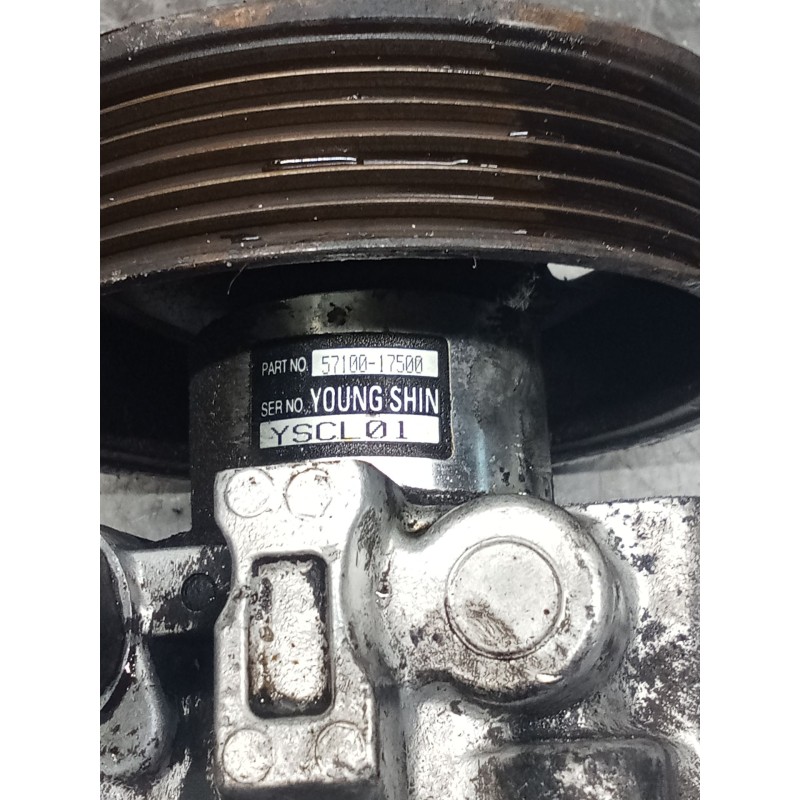 PART NO. 57100-17500
SER NO. YOUNG SHIN
YSCL01